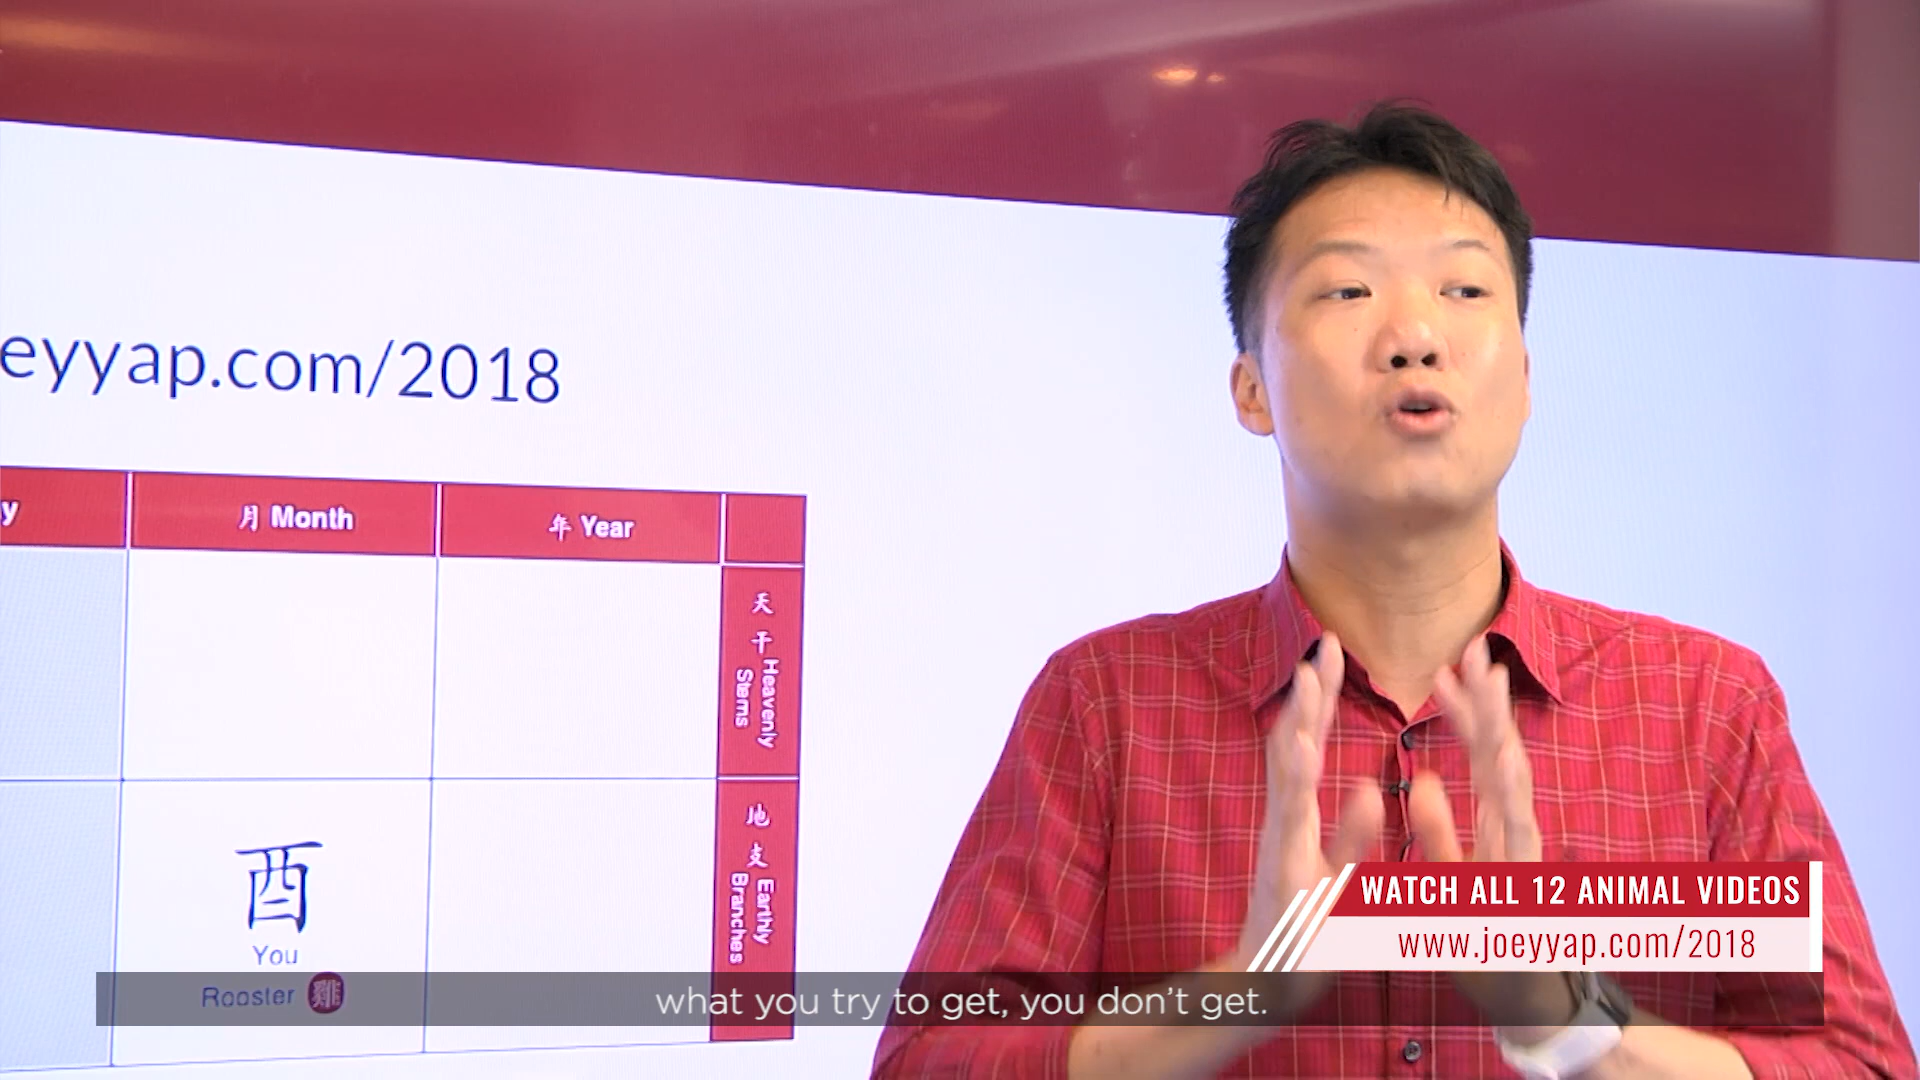 eyyap.com/2018
y
月 Month
年 Year
天干 Heavenly Stems
地支 Earthly Branches
酉
You
Rooster 雞
WATCH ALL 12 ANIMAL VIDEOS
www.joeyyap.com/2018
what you try to get, you don't get.